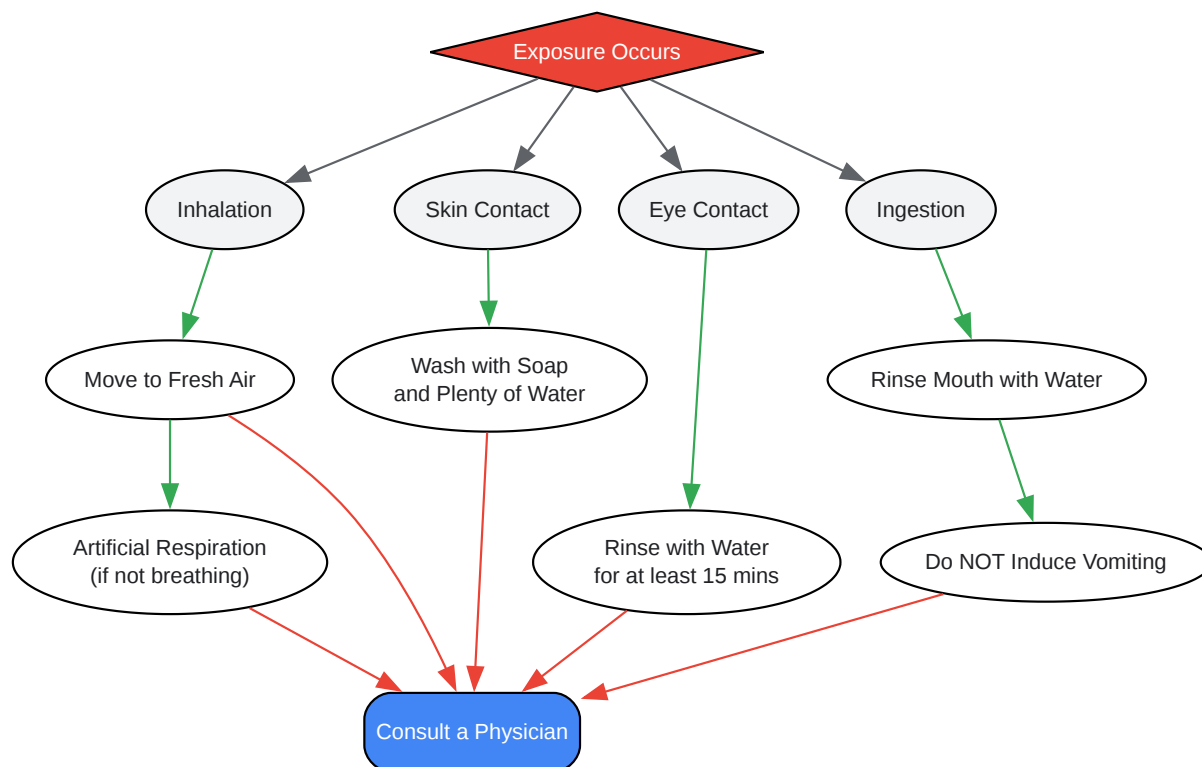 Exposure Occurs
Inhalation
Skin Contact
Eye Contact
Ingestion
Move to Fresh Air
Wash with Soap
and Plenty of Water
Rinse Mouth with Water
Artificial Respiration
(if not breathing)
Rinse with Water
for at least 15 mins
Do NOT Induce Vomiting
Consult a Physician